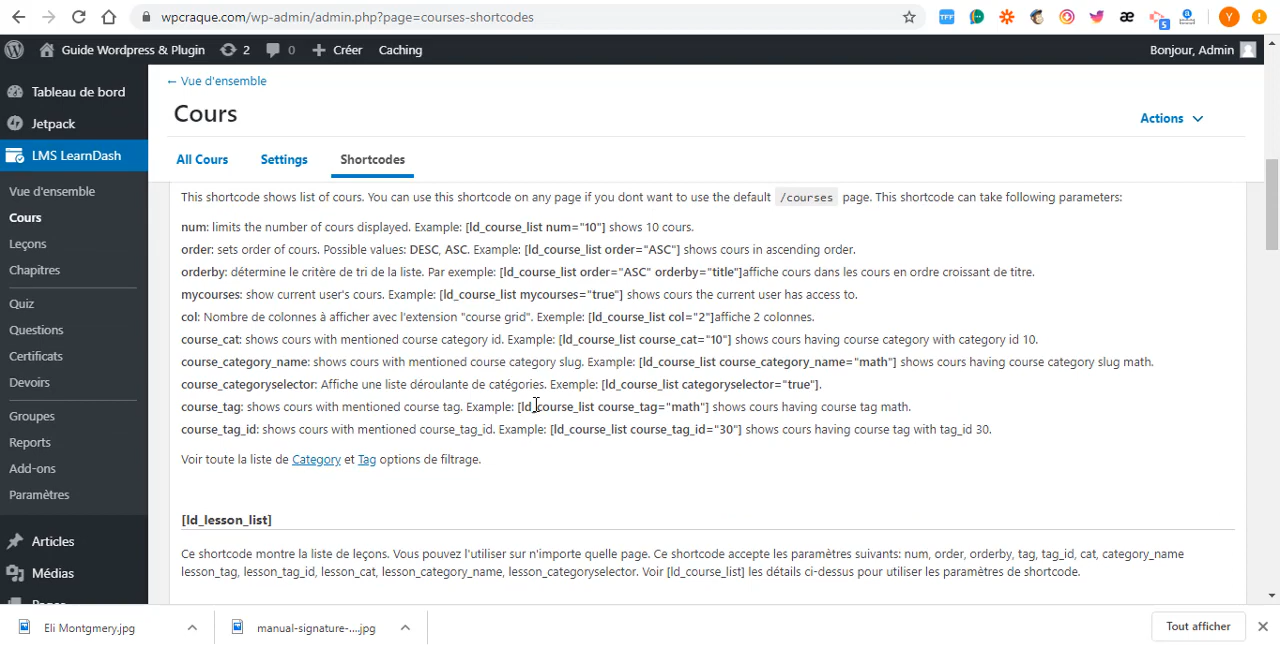 wpcraque.com/wp-admin/admin.php?page=courses-shortcodes
TFF
5
Y
Guide Wordpress & Plugin 2 0 Créer Caching
Bonjour, Admin
Tableau de bord
Jetpack
LMS LearnDash
Vue d'ensemble
Cours
Leçons
Chapitres
Quiz
Questions
Certificats
Devoirs
Groupes
Reports
Add-ons
Paramètres
Articles
Médias
← Vue d'ensemble
Cours
Actions
All Cours Settings Shortcodes
This shortcode shows list of cours. You can use this shortcode on any page if you dont want to use the default /courses page. This shortcode can take following parameters:
num: limits the number of cours displayed. Example: [ld_course_list num="10"] shows 10 cours.
order: sets order of cours. Possible values: DESC, ASC. Example: [ld_course_list order="ASC"] shows cours in ascending order.
orderby: détermine le critère de tri de la liste. Par exemple: [ld_course_list order="ASC" orderby="title"]affiche cours dans les cours en ordre croissant de titre.
mycourses: show current user's cours. Example: [ld_course_list mycourses="true"] shows cours the current user has access to.
col: Nombre de colonnes à afficher avec l'extension "course grid". Exemple: [ld_course_list col="2"]affiche 2 colonnes.
course_cat: shows cours with mentioned course category id. Example: [ld_course_list course_cat="10"] shows cours having course category with category id 10.
course_category_name: shows cours with mentioned course category slug. Example: [ld_course_list course_category_name="math"] shows cours having course category slug math.
course_categoryselector: Affiche une liste déroulante de catégories. Exemple: [ld_course_list categoryselector="true"].
course_tag: shows cours with mentioned course tag. Example: [ld_course_list course_tag="math"] shows cours having course tag math.
course_tag_id: shows cours with mentioned course_tag_id. Example: [ld_course_list course_tag_id="30"] shows cours having course tag with tag_id 30.
Voir toute la liste de Category et Tag options de filtrage.
[ld_lesson_list]
Ce shortcode montre la liste de leçons. Vous pouvez l'utiliser sur n'importe quelle page. Ce shortcode accepte les paramètres suivants: num, order, orderby, tag, tag_id, cat, category_name
lesson_tag, lesson_tag_id, lesson_cat, lesson_category_name, lesson_categoryselector. Voir [ld_course_list] les détails ci-dessus pour utiliser les paramètres de shortcode.
Eli Montgmery.jpg
manual-signature-....jpg
Tout afficher